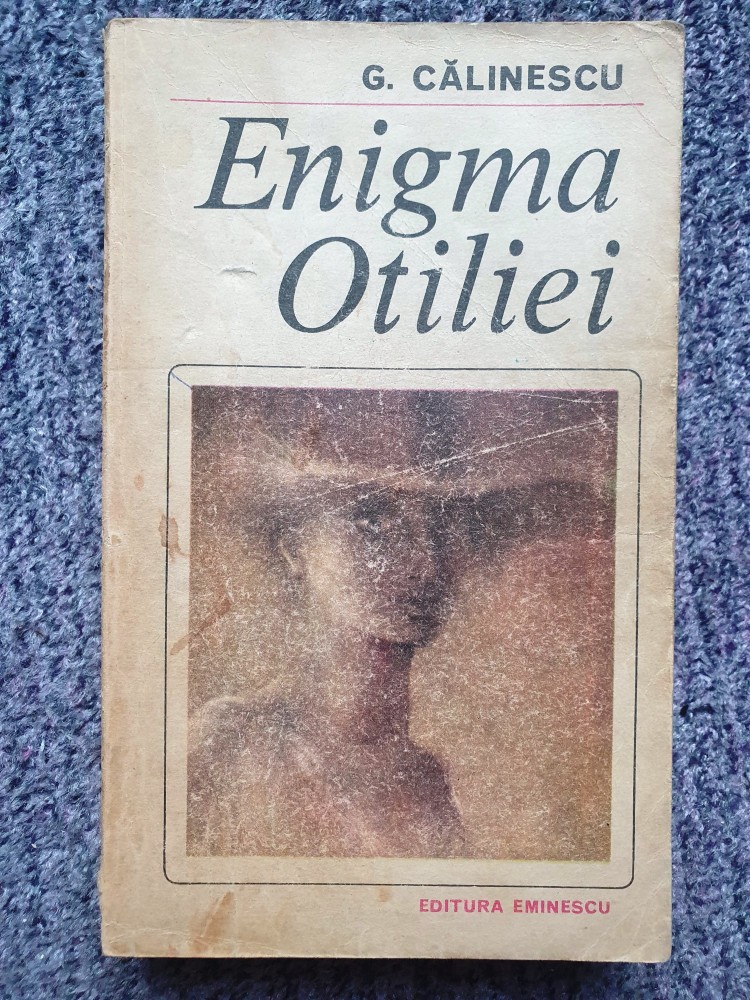 G. CĂLINESCU
Enigma
Otiliei
EDITURA EMINESCU